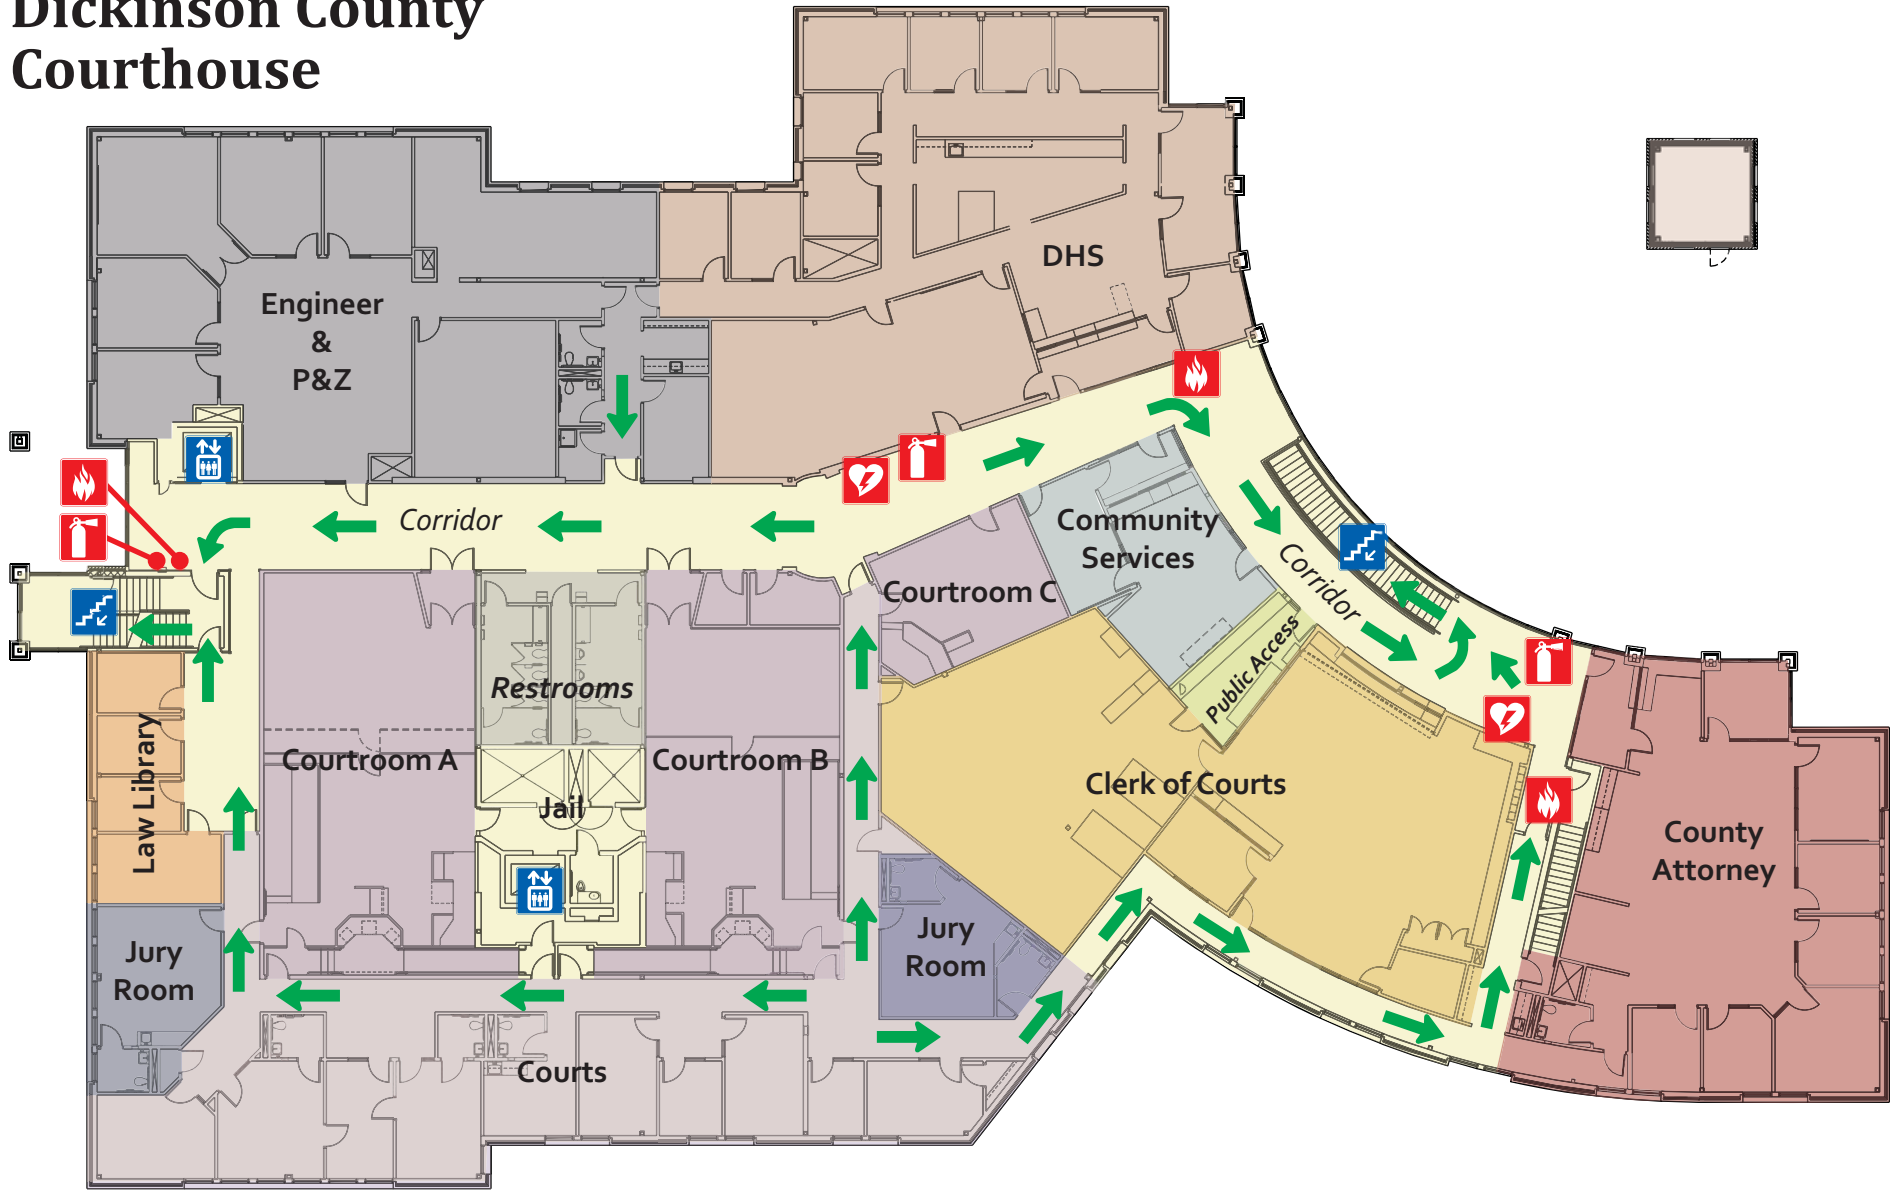 Dickinson County
Courthouse
DHS
Engineer
&
P&Z
Corridor
Community
Services
Corridor
Courtroom C
Public Access
Restrooms
Courtroom A
Courtroom B
Jail
Law Library
Clerk of Courts
County
Attorney
Jury
Room
Jury
Room
Courts